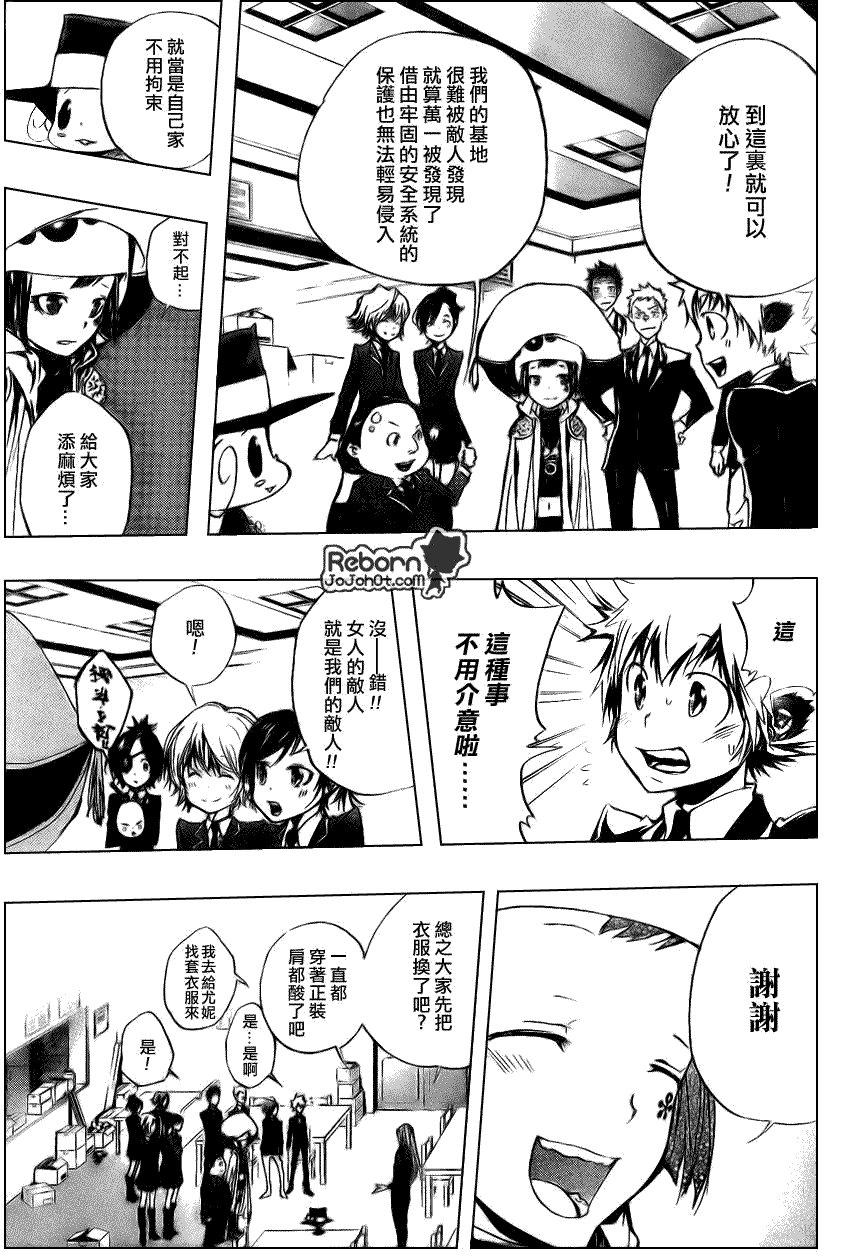 到這裏就可以
放心了！
我們的基地
很難被敵人發現
就算萬一被發現了
借由牢固的安全系統的
保護也無法輕易侵入
就當是自己家
不用拘束
對不起…
給大家
添麻煩了…
Reborn
JoJoHot.com
這
這種事
不用介意啦……
沒——錯!!
女人的敵人
就是我們的敵人!!
嗯！
謝謝
總之大家先把
衣服換了吧？
一直都
穿著正裝
肩都酸了吧
是…是啊
我去給尤妮
找套衣服來
是！